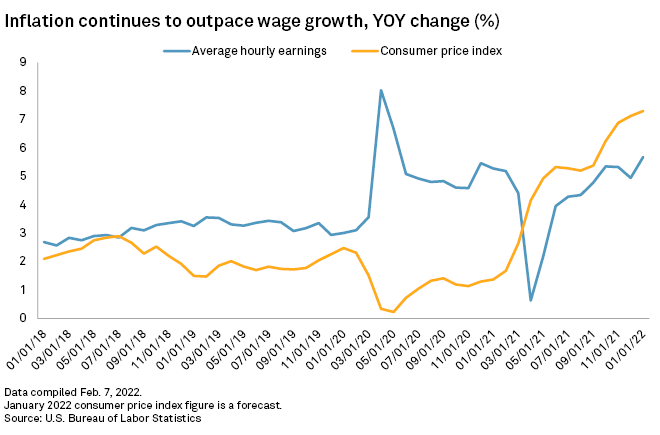 Inflation continues to outpace wage growth, YOY change (%)
Average hourly earnings Consumer price index
9
8
7
6
5
4
3
2
1
0
01/01/18 03/01/18 05/01/18 07/01/18 09/01/18 11/01/18 01/01/19 03/01/19 05/01/19 07/01/19 09/01/19 11/01/19 01/01/20 03/01/20 05/01/20 07/01/20 09/01/20 11/01/20 01/01/21 03/01/21 05/01/21 07/01/21 09/01/21 11/01/21 01/01/22
Data compiled Feb. 7, 2022.
January 2022 consumer price index figure is a forecast.
Source: U.S. Bureau of Labor Statistics